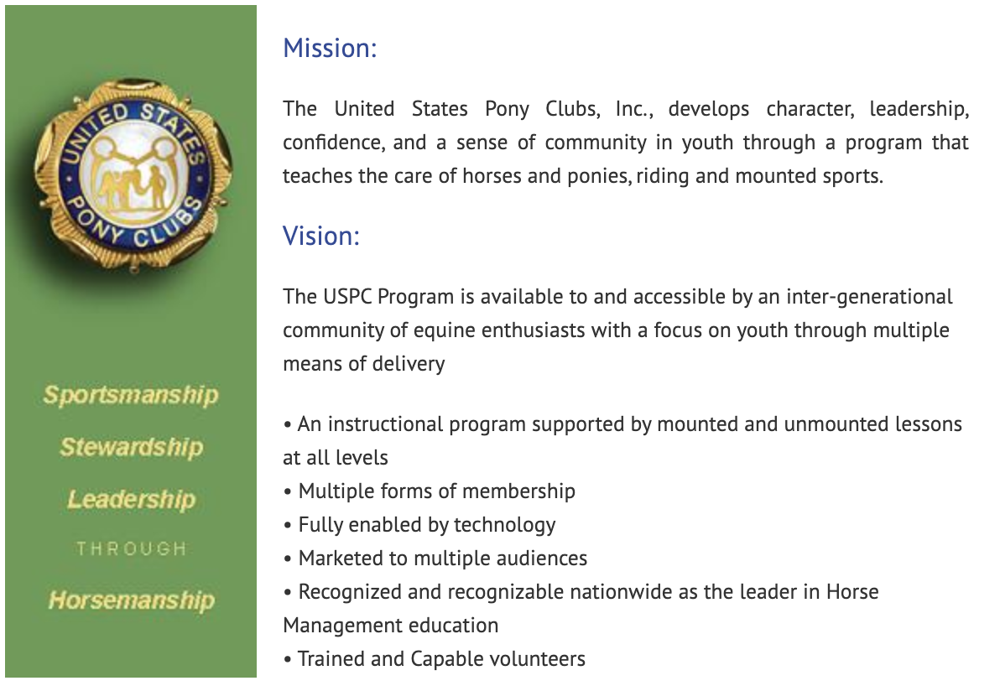 UNITED STATES
PONY CLUBS
Sportsmanship
Stewardship
Leadership
THROUGH
Horsemanship
Mission:
The United States Pony Clubs, Inc., develops character, leadership,
confidence, and a sense of community in youth through a program that
teaches the care of horses and ponies, riding and mounted sports.
Vision:
The USPC Program is available to and accessible by an inter-generational
community of equine enthusiasts with a focus on youth through multiple
means of delivery
• An instructional program supported by mounted and unmounted lessons
at all levels
• Multiple forms of membership
• Fully enabled by technology
• Marketed to multiple audiences
• Recognized and recognizable nationwide as the leader in Horse
Management education
• Trained and Capable volunteers